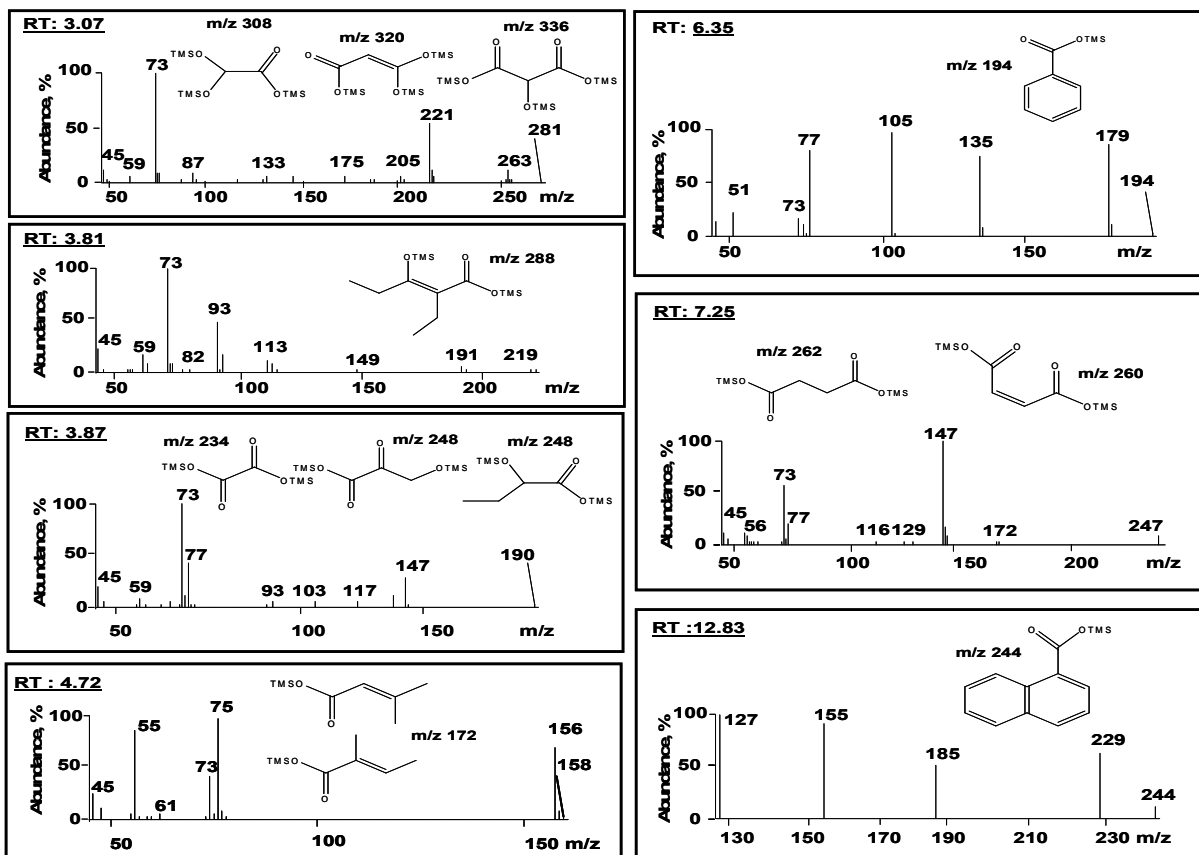 RT: 3.07
m/z 308
m/z 320
m/z 336
TMSO
O
TMSO
OTMS
O
OTMS
OTMS
OTMS
O
O
TMSO
OTMS
OTMS
Abundance, %
100
50
0
45
59
73
87
133
175
205
221
263
281
50
100
150
200
250
m/z
RT: 3.81
m/z 288
OTMS
O
OTMS
Abundance, %
100
50
0
45
59
73
82
93
113
149
191
219
50
100
150
200
m/z
RT: 3.87
m/z 234
m/z 248
m/z 248
O
TMSO
OTMS
O
O
TMSO
OTMS
O
TMSO
O
OTMS
Abundance, %
100
50
0
45
59
73
77
93
103
117
147
190
50
100
150
m/z
RT : 4.72
TMSO
O
m/z 172
TMSO
O
Abundance, %
100
50
0
45
55
61
73
75
156
158
50
100
150 m/z
RT: 6.35
m/z 194
O
OTMS
Abundance, %
100
50
0
51
73
77
105
135
179
194
50
100
150
m/z
RT: 7.25
m/z 262
m/z 260
TMSO
O
O
OTMS
TMSO
O
O
OTMS
Abundance, %
100
50
0
45
56
73
77
116
129
147
172
247
50
100
150
200
m/z
RT :12.83
m/z 244
O
OTMS
Abundance, %
100
50
0
127
155
185
229
244
130
150
170
190
210
230 m/z